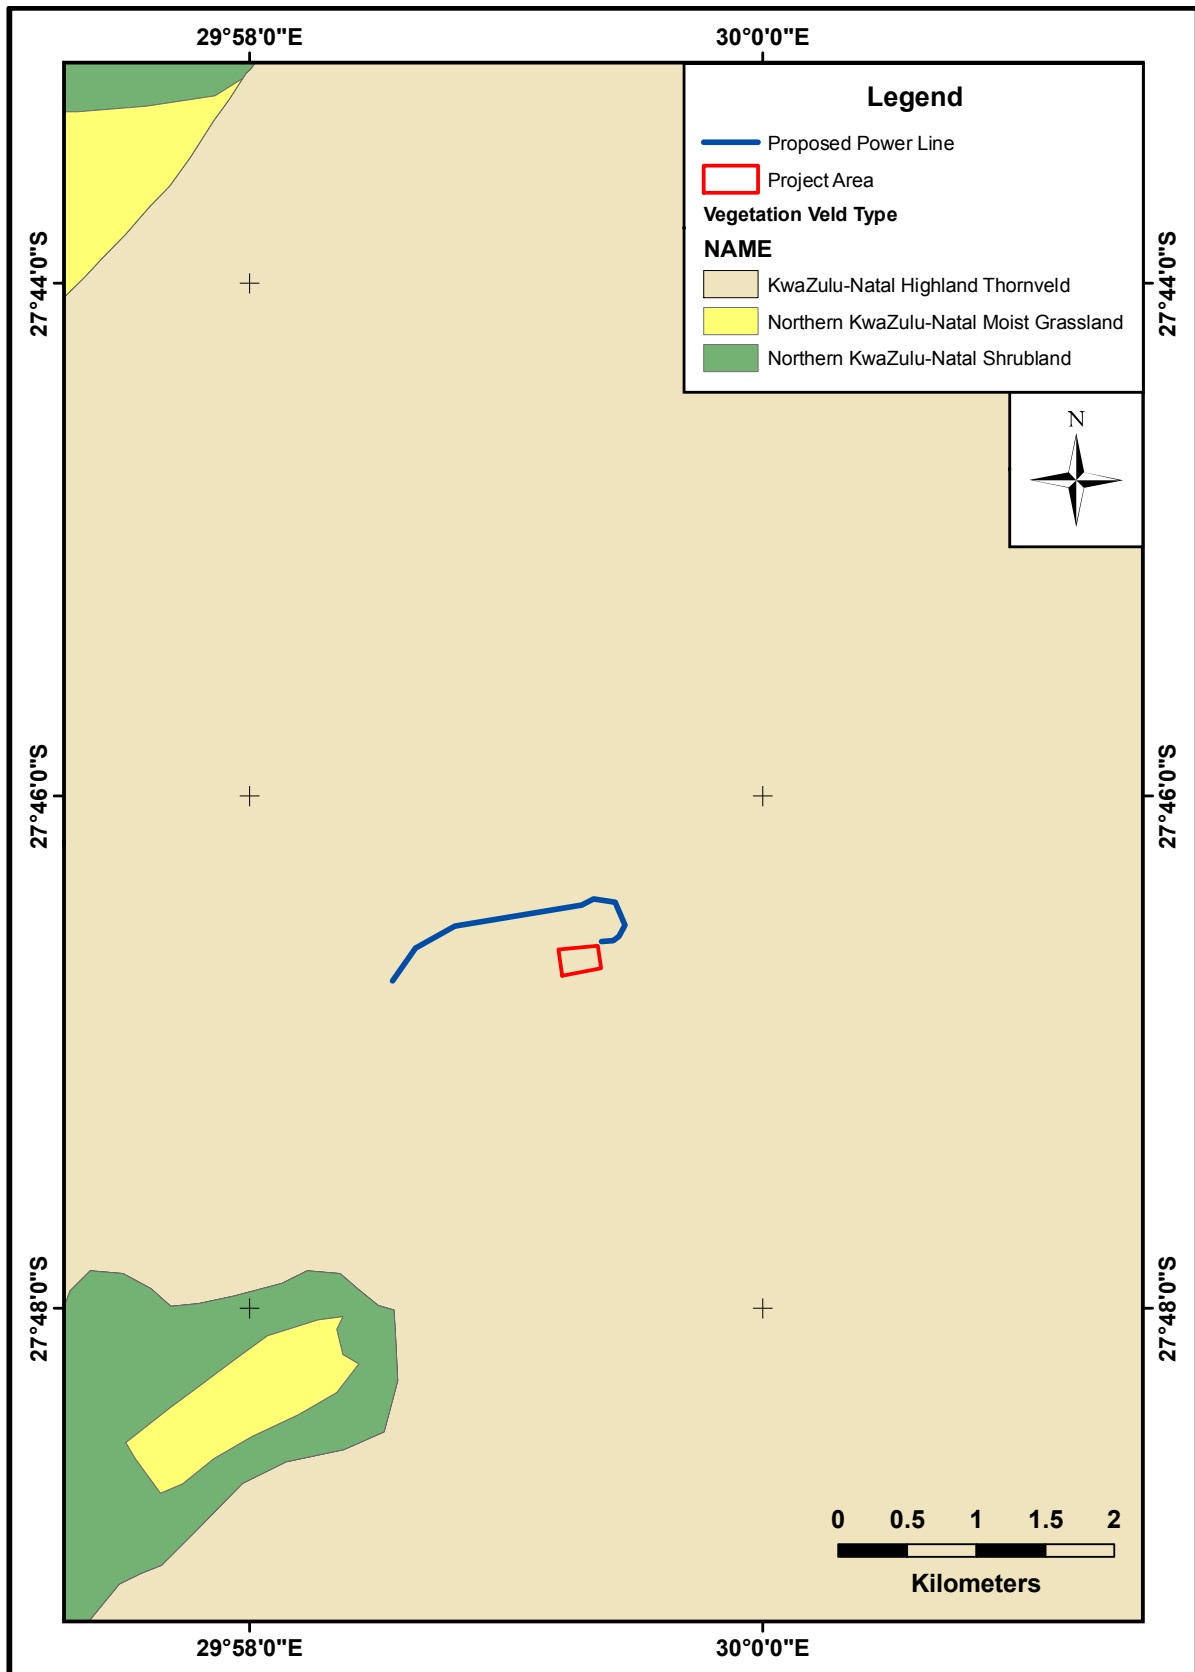 29°58'0"E 30°0'0"E
Legend
Proposed Power Line
Project Area
Vegetation Veld Type
NAME
KwaZulu-Natal Highland Thornveld
Northern KwaZulu-Natal Moist Grassland
Northern KwaZulu-Natal Shrubland
N
27°44'0"S 27°44'0"S
27°46'0"S 27°46'0"S
27°48'0"S 27°48'0"S
0 0.5 1 1.5 2
Kilometers
29°58'0"E 30°0'0"E